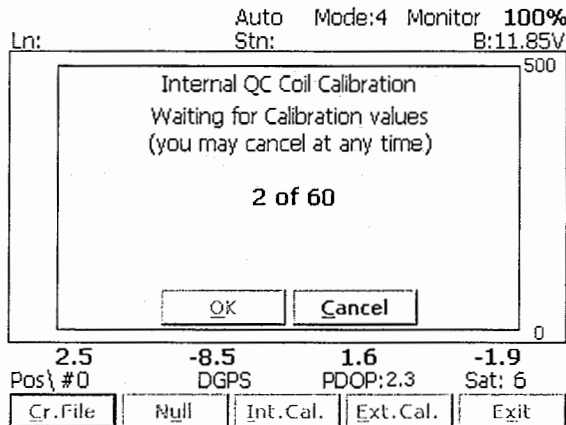 Auto Mode:4 Monitor 100%
Ln: Stn: B:11.85V
500
Internal QC Coil Calibration
Waiting for Calibration values
(you may cancel at any time)
2 of 60
OK Cancel
0
2.5 -8.5 1.6 -1.9
Pos\ #0 DGPS PDOP:2.3 Sat: 6
Cr.File Null Int.Cal. Ext.Cal. Exit